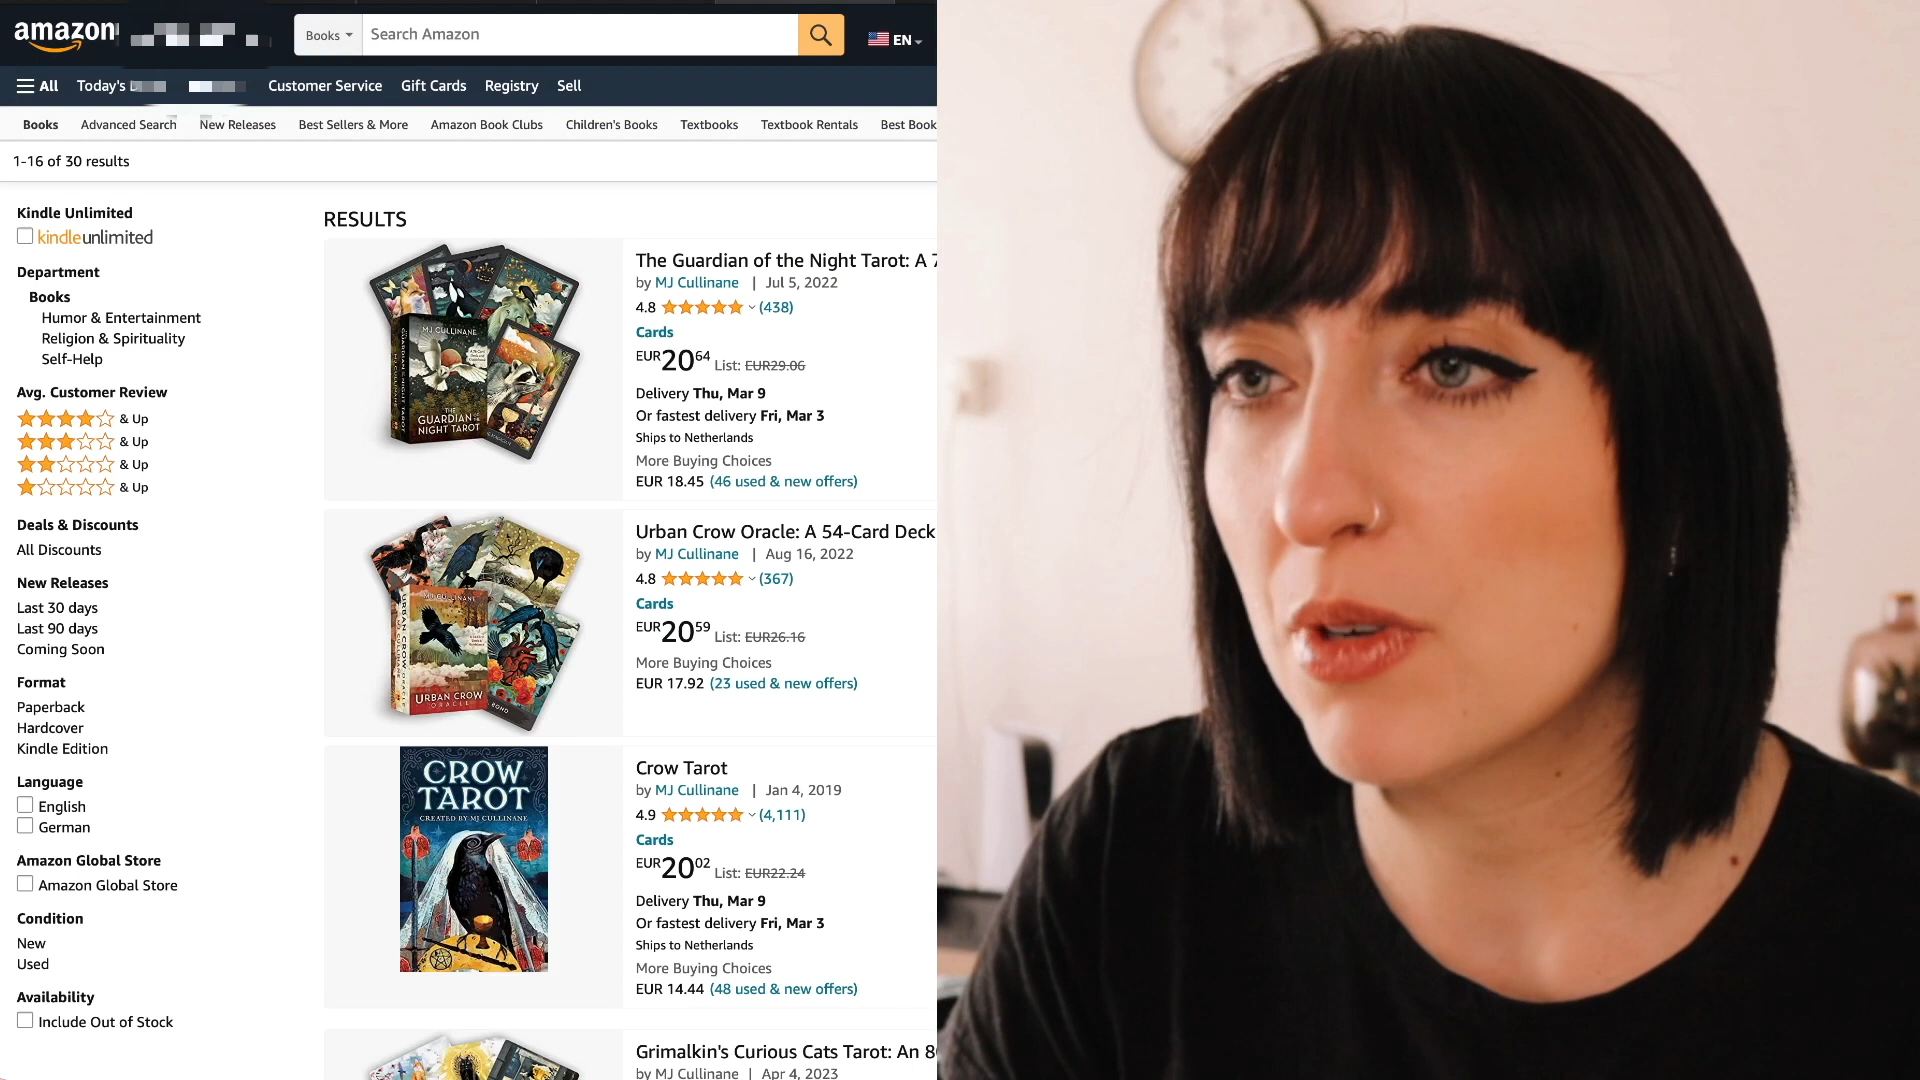 amazon
Books
Search Amazon
EN
All
Today's
Customer Service
Gift Cards
Registry
Sell
Books
Advanced Search
New Releases
Best Sellers & More
Amazon Book Clubs
Children's Books
Textbooks
Textbook Rentals
Best Book
1-16 of 30 results
Kindle Unlimited
kindleunlimited
Department
Books
Humor & Entertainment
Religion & Spirituality
Self-Help
Avg. Customer Review
& Up
& Up
& Up
& Up
Deals & Discounts
All Discounts
New Releases
Last 30 days
Last 90 days
Coming Soon
Format
Paperback
Hardcover
Kindle Edition
Language
English
German
Amazon Global Store
Amazon Global Store
Condition
New
Used
Availability
Include Out of Stock
RESULTS
MJ CULLINANE
THE
GUARDIAN OF THE
NIGHT TAROT
The Guardian of the Night Tarot: A 7
by MJ Cullinane | Jul 5, 2022
4.8 (438)
Cards
EUR20 64 List: EUR29.06
Delivery Thu, Mar 9
Or fastest delivery Fri, Mar 3
Ships to Netherlands
More Buying Choices
EUR 18.45 (46 used & new offers)
MJ CULLINANE
URBAN CROW
ORACLE
Urban Crow Oracle: A 54-Card Deck
by MJ Cullinane | Aug 16, 2022
4.8 (367)
Cards
EUR20 59 List: EUR26.16
More Buying Choices
EUR 17.92 (23 used & new offers)
CROW
TAROT
CREATED BY MJ CULLINANE
Crow Tarot
by MJ Cullinane | Jan 4, 2019
4.9 (4,111)
Cards
EUR20 02 List: EUR22.24
Delivery Thu, Mar 9
Or fastest delivery Fri, Mar 3
Ships to Netherlands
More Buying Choices
EUR 14.44 (48 used & new offers)
Grimalkin's Curious Cats Tarot: An 8
by MJ Cullinane | Apr 4, 2023